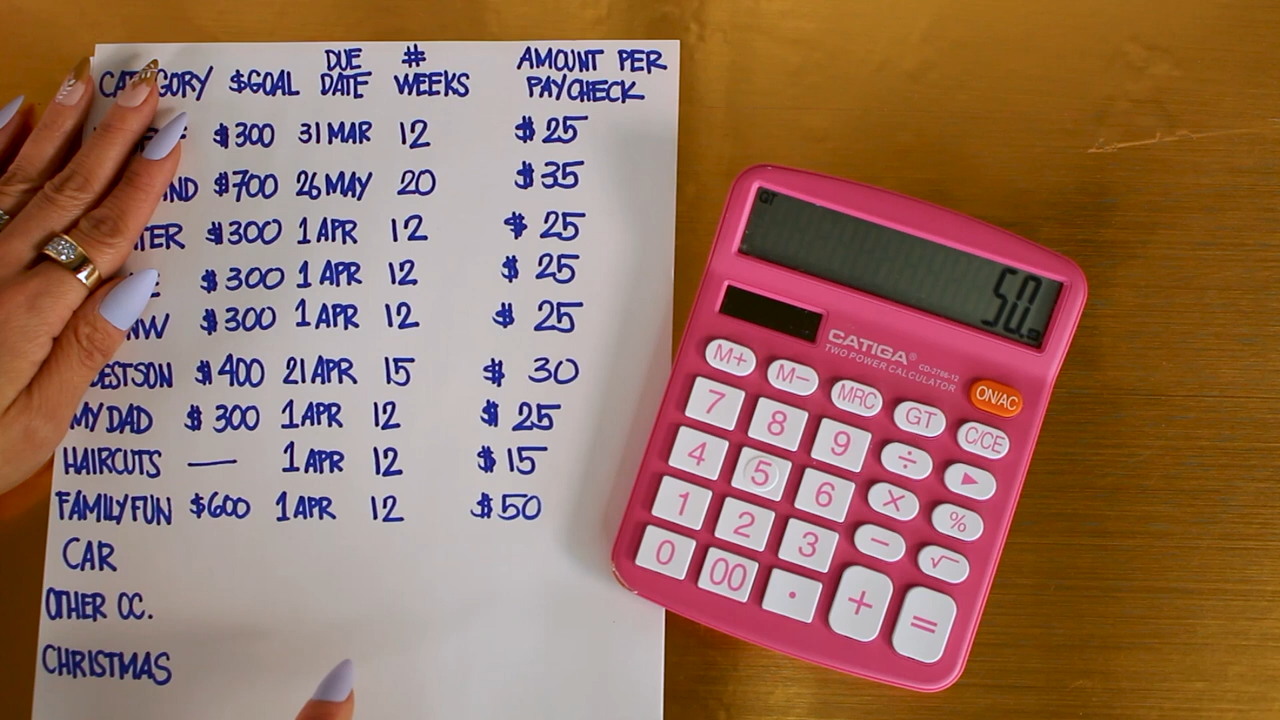 CATEGORY $GOAL DUE DATE # WEEKS AMOUNT PER PAYCHECK
$300 31 MAR 12 $25
$700 26 MAY 20 $35
$300 1 APR 12 $25
$300 1 APR 12 $25
$300 1 APR 12 $25
$400 21 APR 15 $30
MY DAD $300 1 APR 12 $25
HAIRCUTS — 1 APR 12 $15
FAMILY FUN $600 1 APR 12 $50
CAR
OTHER OC.
CHRISTMAS
GT
50.
CATIGA®
TWO POWER CALCULATOR
CD-2786-12
M+ M− MRC GT ON/AC
7 8 9 ÷ C/CE
4 5 6 × ▶
1 2 3 − %
0 00 · + = √